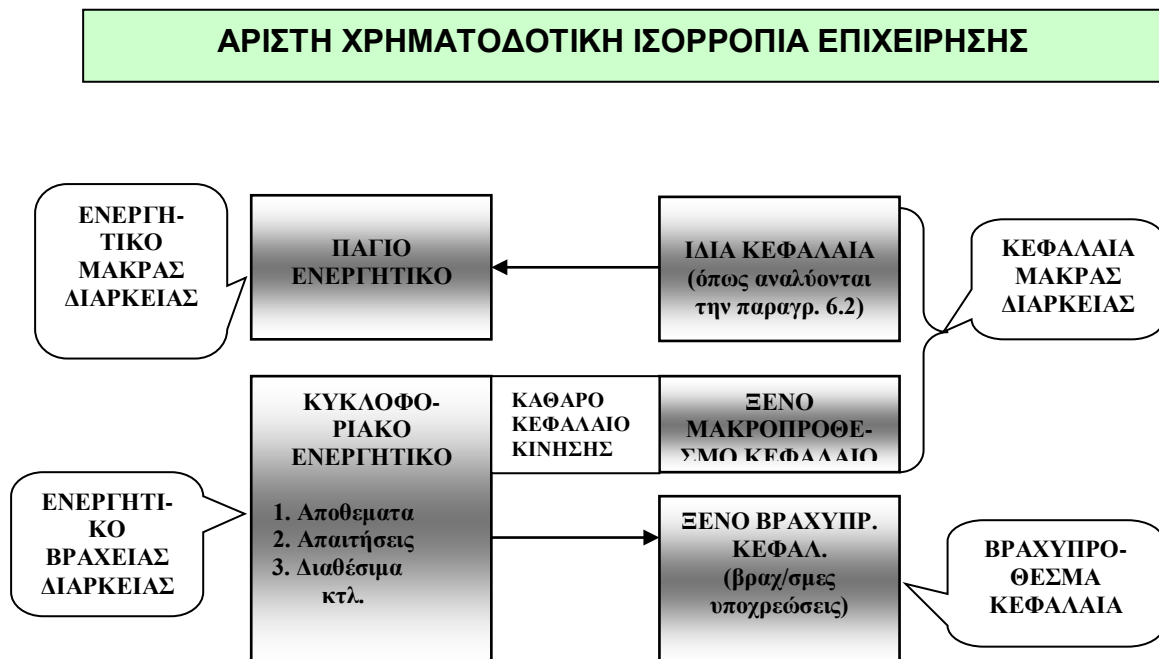 ΑΡΙΣΤΗ ΧΡΗΜΑΤΟΔΟΤΙΚΗ ΙΣΟΡΡΟΠΙΑ ΕΠΙΧΕΙΡΗΣΗΣ
ΕΝΕΡΓΗ-
ΤΙΚΟ
ΜΑΚΡΑΣ
ΔΙΑΡΚΕΙΑΣ
ΠΑΓΙΟ
ΕΝΕΡΓΗΤΙΚΟ
ΙΔΙΑ ΚΕΦΑΛΑΙΑ
(όπως αναλύονται
την παραγρ. 6.2)
ΚΕΦΑΛΑΙΑ
ΜΑΚΡΑΣ
ΔΙΑΡΚΕΙΑΣ
ΚΥΚΛΟΦΟ-
ΡΙΑΚΟ
ΕΝΕΡΓΗΤΙΚΟ
1. Αποθεματα
2. Απαιτήσεις
3. Διαθέσιμα
κτλ.
ΚΑΘΑΡΟ
ΚΕΦΑΛΑΙΟ
ΚΙΝΗΣΗΣ
ΞΕΝΟ
ΜΑΚΡΟΠΡΟΘΕ-
ΣΜΟ ΚΕΦΑΛΑΙΟ
ΕΝΕΡΓΗΤΙ-
ΚΟ
ΒΡΑΧΕΙΑΣ
ΔΙΑΡΚΕΙΑΣ
ΞΕΝΟ ΒΡΑΧΥΠΡ.
ΚΕΦΑΛ.
(βραχ/σμες
υποχρεώσεις)
ΒΡΑΧΥΠΡΟ-
ΘΕΣΜΑ
ΚΕΦΑΛΑΙΑ